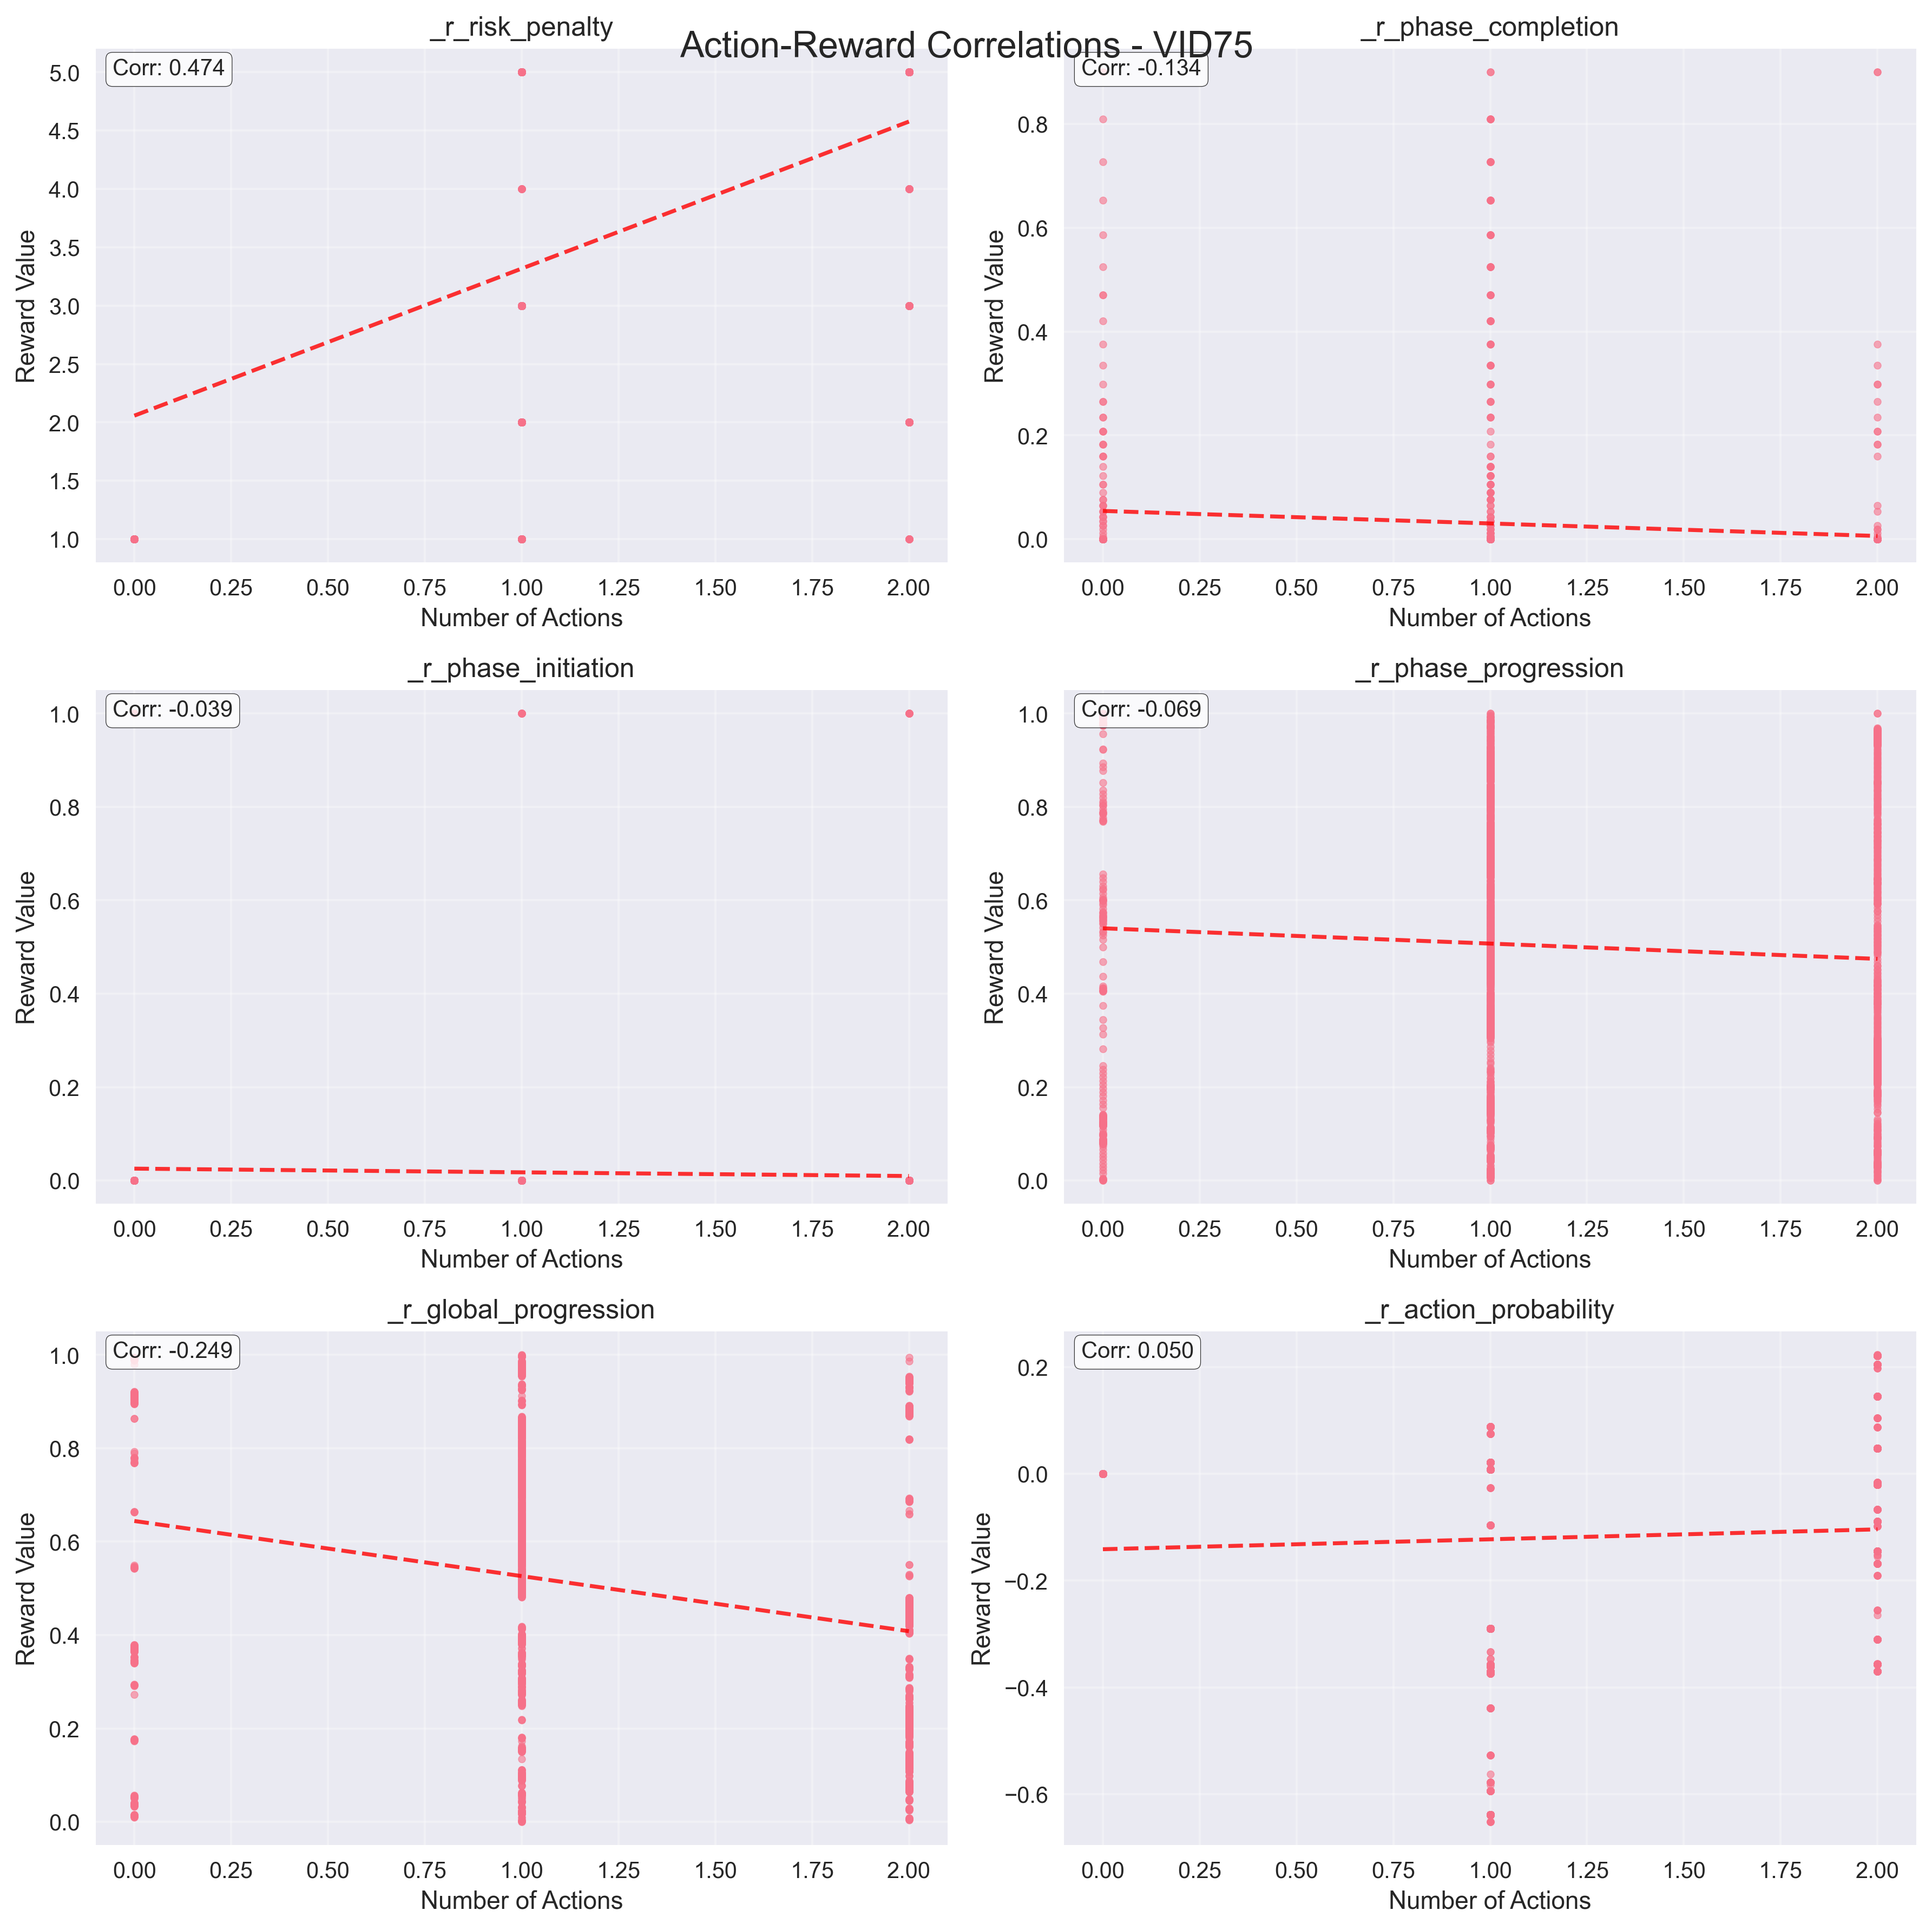 Action-Reward Correlations - VID75
_r_risk_penalty
Corr: 0.474
Reward Value
5.0
4.5
4.0
3.5
3.0
2.5
2.0
1.5
1.0
0.00 0.25 0.50 0.75 1.00 1.25 1.50 1.75 2.00
Number of Actions
_r_phase_completion
Corr: -0.134
Reward Value
0.8
0.6
0.4
0.2
0.0
0.00 0.25 0.50 0.75 1.00 1.25 1.50 1.75 2.00
Number of Actions
_r_phase_initiation
Corr: -0.039
Reward Value
1.0
0.8
0.6
0.4
0.2
0.0
0.00 0.25 0.50 0.75 1.00 1.25 1.50 1.75 2.00
Number of Actions
_r_phase_progression
Corr: -0.069
Reward Value
1.0
0.8
0.6
0.4
0.2
0.0
0.00 0.25 0.50 0.75 1.00 1.25 1.50 1.75 2.00
Number of Actions
_r_global_progression
Corr: -0.249
Reward Value
1.0
0.8
0.6
0.4
0.2
0.0
0.00 0.25 0.50 0.75 1.00 1.25 1.50 1.75 2.00
Number of Actions
_r_action_probability
Corr: 0.050
Reward Value
0.2
0.0
−0.2
−0.4
−0.6
0.00 0.25 0.50 0.75 1.00 1.25 1.50 1.75 2.00
Number of Actions